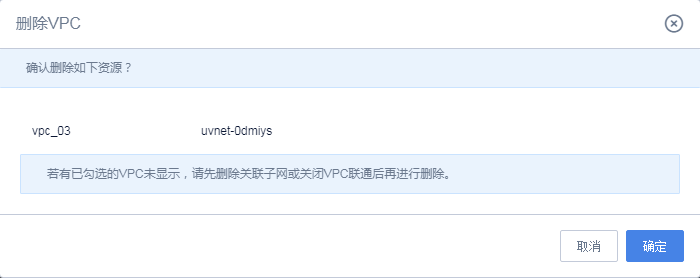 删除VPC
确认删除如下资源？
vpc_03 uvnet-0dmiys
若有已勾选的VPC未显示，请先删除关联子网或关闭VPC联通后再进行删除。
取消 确定